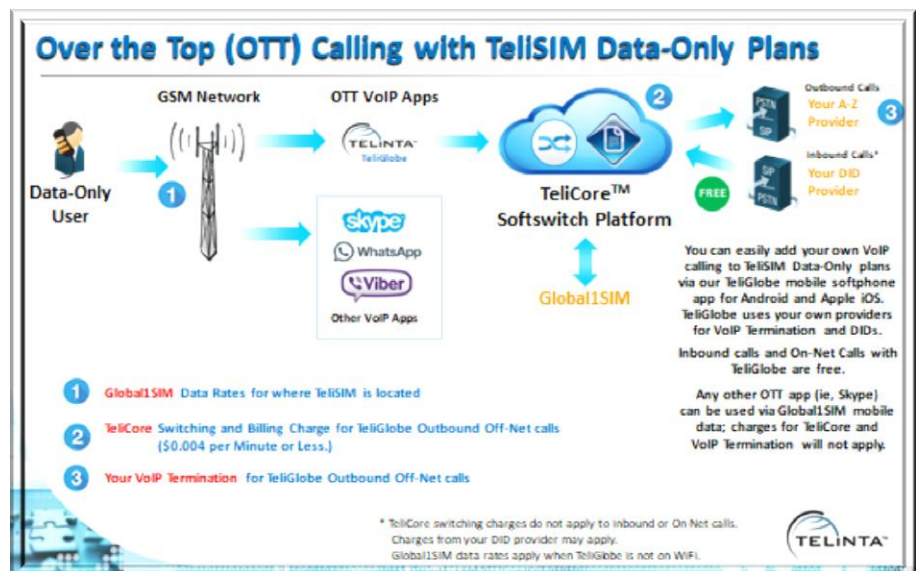 Over the Top (OTT) Calling with TeliSIM Data-Only Plans
GSM Network
OTT VoIP Apps
2
Outbound Calls
PSTN
SIP
Your A-Z
Provider
3
TELINTA™
TeliGlobe
Data-Only
User
1
Inbound Calls*
SIP
PSTN
Your DID
Provider
FREE
TeliCore™
Softswitch Platform
skype
WhatsApp
Viber
Other VoIP Apps
Global1SIM
You can easily add your own VoIP
calling to TeliSIM Data-Only plans
via our TeliGlobe mobile softphone
app for Android and Apple iOS.
TeliGlobe uses your own providers
for VoIP Termination and DIDs.
Inbound calls and On-Net Calls with
TeliGlobe are free.
Any other OTT app (ie, Skype)
can be used via Global1SIM mobile
data; charges for TeliCore and
VoIP Termination will not apply.
1 Global1SIM Data Rates for where TeliSIM is located
2 TeliCore Switching and Billing Charge for TeliGlobe Outbound Off-Net calls
($0.004 per Minute or Less.)
3 Your VoIP Termination for TeliGlobe Outbound Off-Net calls
* TeliCore switching charges do not apply to inbound or On Net calls.
Charges from your DID provider may apply.
Global1SIM data rates apply when TeliGlobe is not on WiFi.
TELINTA™